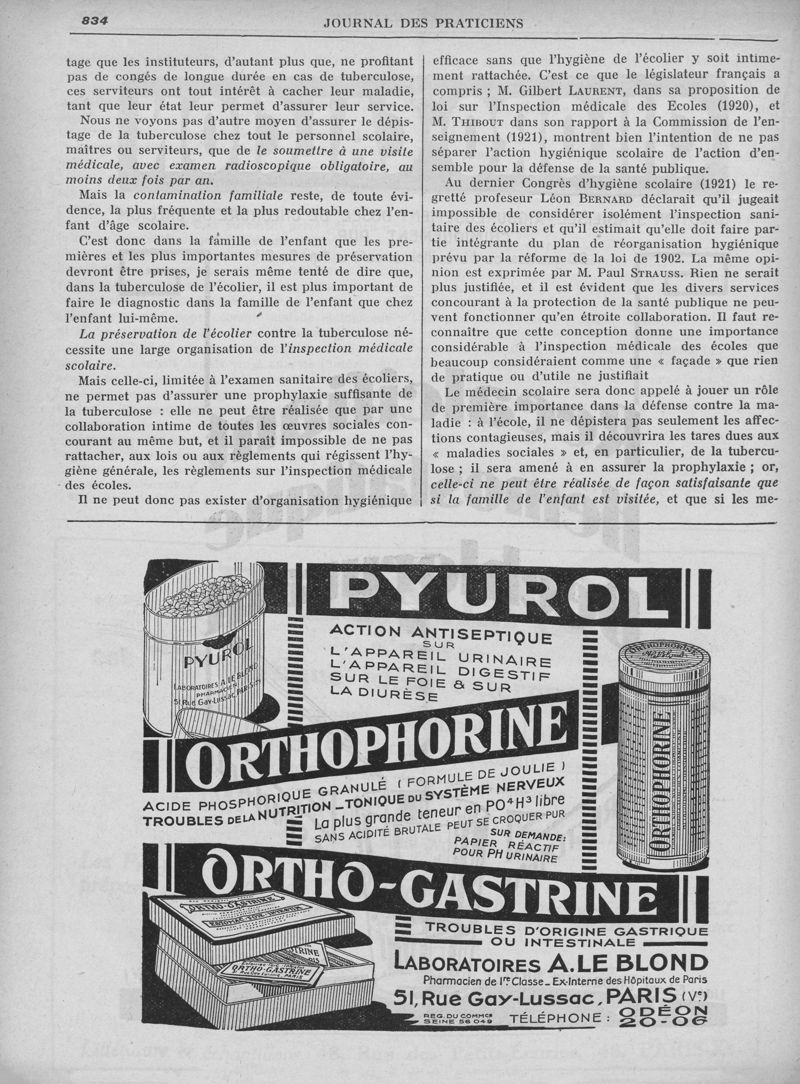 834
JOURNAL DES PRATICIENS
tage que les instituteurs, d'autant plus que, ne profitant
pas de congés de longue durée en cas de tuberculose,
ces serviteurs ont tout intérêt à cacher leur maladie,
tant que leur état leur permet d'assurer leur service.
Nous ne voyons pas d'autre moyen d'assurer le dépis-
tage de la tuberculose chez tout le personnel scolaire,
maîtres ou serviteurs, que de le soumettre à une visite
médicale, avec examen radioscopique obligatoire, au
moins deux fois par an.
Mais la contamination familiale reste, de toute évi-
dence, la plus fréquente et la plus redoutable chez l'en-
fant d'âge scolaire.
C'est donc dans la famille de l'enfant que les pre-
mières et les plus importantes mesures de préservation
devront être prises, je serais même tenté de dire que,
dans la tuberculose de l'écolier, il est plus important de
faire le diagnostic dans la famille de l'enfant que chez
l'enfant lui-même.
La préservation de l'écolier contre la tuberculose né-
cessite une large organisation de l'inspection médicale
scolaire.
Mais celle-ci, limitée à l'examen sanitaire des écoliers,
ne permet pas d'assurer une prophylaxie suffisante de
la tuberculose : elle ne peut être réalisée que par une
collaboration intime de toutes les œuvres sociales con-
courant au même but, et il paraît impossible de ne pas
rattacher, aux lois ou aux règlements qui régissent l'hy-
giène générale, les règlements sur l'inspection médicale
des écoles.
Il ne peut donc pas exister d'organisation hygiénique
efficace sans que l'hygiène de l'écolier y soit intime-
ment rattachée. C'est ce que le législateur français a
compris ; M. Gilbert LAURENT, dans sa proposition de
loi sur l'Inspection médicale des Ecoles (1920), et
M. THIBOUT dans son rapport à la Commission de l'en-
seignement (1921), montrent bien l'intention de ne pas
séparer l'action hygiénique scolaire de l'action d'en-
semble pour la défense de la santé publique.
Au dernier Congrès d'hygiène scolaire (1921) le re-
gretté profeseur Léon BERNARD déclarait qu'il jugeait
impossible de considérer isolément l'inspection sani-
taire des écoliers et qu'il estimait qu'elle doit faire par-
tie intégrante du plan de réorganisation hygiénique
prévu par la réforme de la loi de 1902. La même opi-
nion est exprimée par M. Paul STRAUSS. Rien ne serait
plus justifiée, et il est évident que les divers services
concourant à la protection de la santé publique ne peu-
vent fonctionner qu'en étroite collaboration. Il faut re-
connaître que cette conception donne une importance
considérable à l'inspection médicale des écoles que
beaucoup considéraient comme une « façade » que rien
de pratique ou d'utile ne justifiait
Le médecin scolaire sera donc appelé à jouer un rôle
de première importance dans la défense contre la ma-
ladie : à l'école, il ne dépistera pas seulement les affec-
tions contagieuses, mais il découvrira les tares dues aux
« maladies sociales » et, en particulier, de la tubercu-
lose ; il sera amené à en assurer la prophylaxie ; or,
celle-ci ne peut être réalisée de façon satisfaisante que
si la famille de l'enfant est visitée, et que si les me-
PYUROL
PYUROL
LABORATOIRES A. LE BLOND
PHARMACIEN
51 Rue Gay-Lussac PARIS
ACTION ANTISEPTIQUE
SUR
L'APPAREIL URINAIRE
L'APPAREIL DIGESTIF
SUR LE FOIE & SUR
LA DIURÈSE
ORTHOPHORINE
ORTHOPHORINE
ORTHOPHORINE
ACIDE PHOSPHORIQUE GRANULÉ (FORMULE DE JOULIE)
TROUBLES DE LA NUTRITION _ TONIQUE DU SYSTÈME NERVEUX
La plus grande teneur en PO⁴H³ libre
SANS ACIDITÉ BRUTALE PEUT SE CROQUER PUR
SUR DEMANDE:
PAPIER RÉACTIF
POUR PH URINAIRE
ORTHO-GASTRINE
ORTHO-GASTRINE
ORTHO-GASTRINE
TROUBLES D'ORIGINE GASTRIQUE
OU INTESTINALE
LABORATOIRES A. LE BLOND
Pharmacien de 1re Classe _ Ex-Interne des Hôpitaux de Paris
51, Rue Gay-Lussac, PARIS (Ve)
REG. DU COMMce
SEINE 56 049
TÉLÉPHONE : ODÉON
20-06